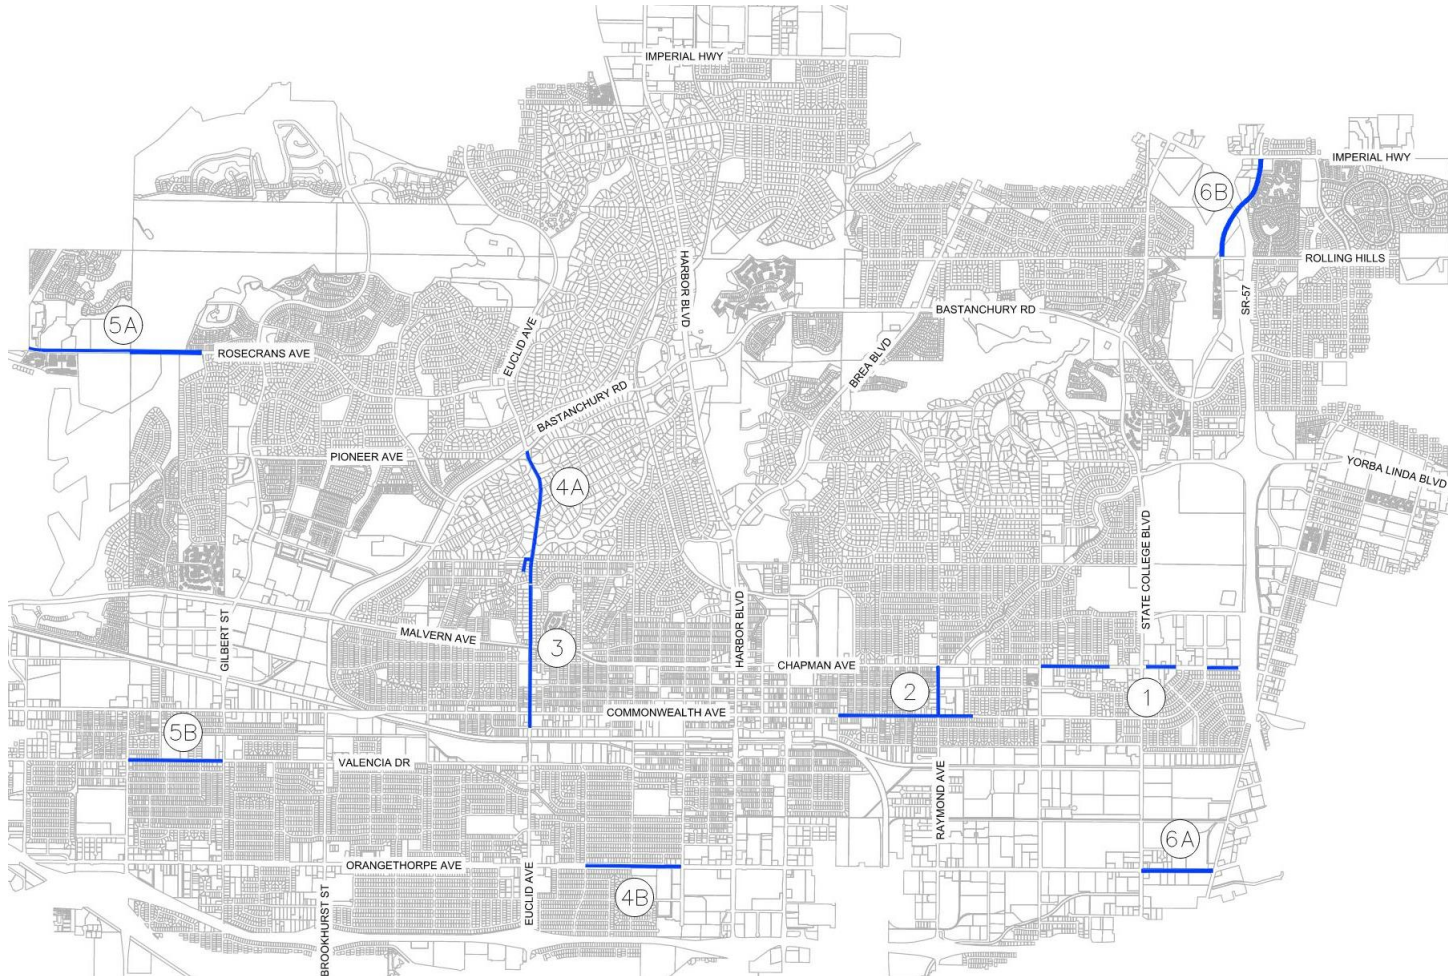 IMPERIAL HWY
IMPERIAL HWY
6B
HARBOR BLVD
ROLLING HILLS
SR-57
5A
BASTANCHURY RD
EUCLID AVE
ROSECRANS AVE
BREA BLVD
BASTANCHURY RD
PIONEER AVE
YORBA LINDA BLVD
4A
STATE COLLEGE BLVD
HARBOR BLVD
GILBERT ST
MALVERN AVE
3
CHAPMAN AVE
2
1
COMMONWEALTH AVE
5B
VALENCIA DR
RAYMOND AVE
6A
ORANGETHORPE AVE
EUCLID AVE
4B
BROOKHURST ST